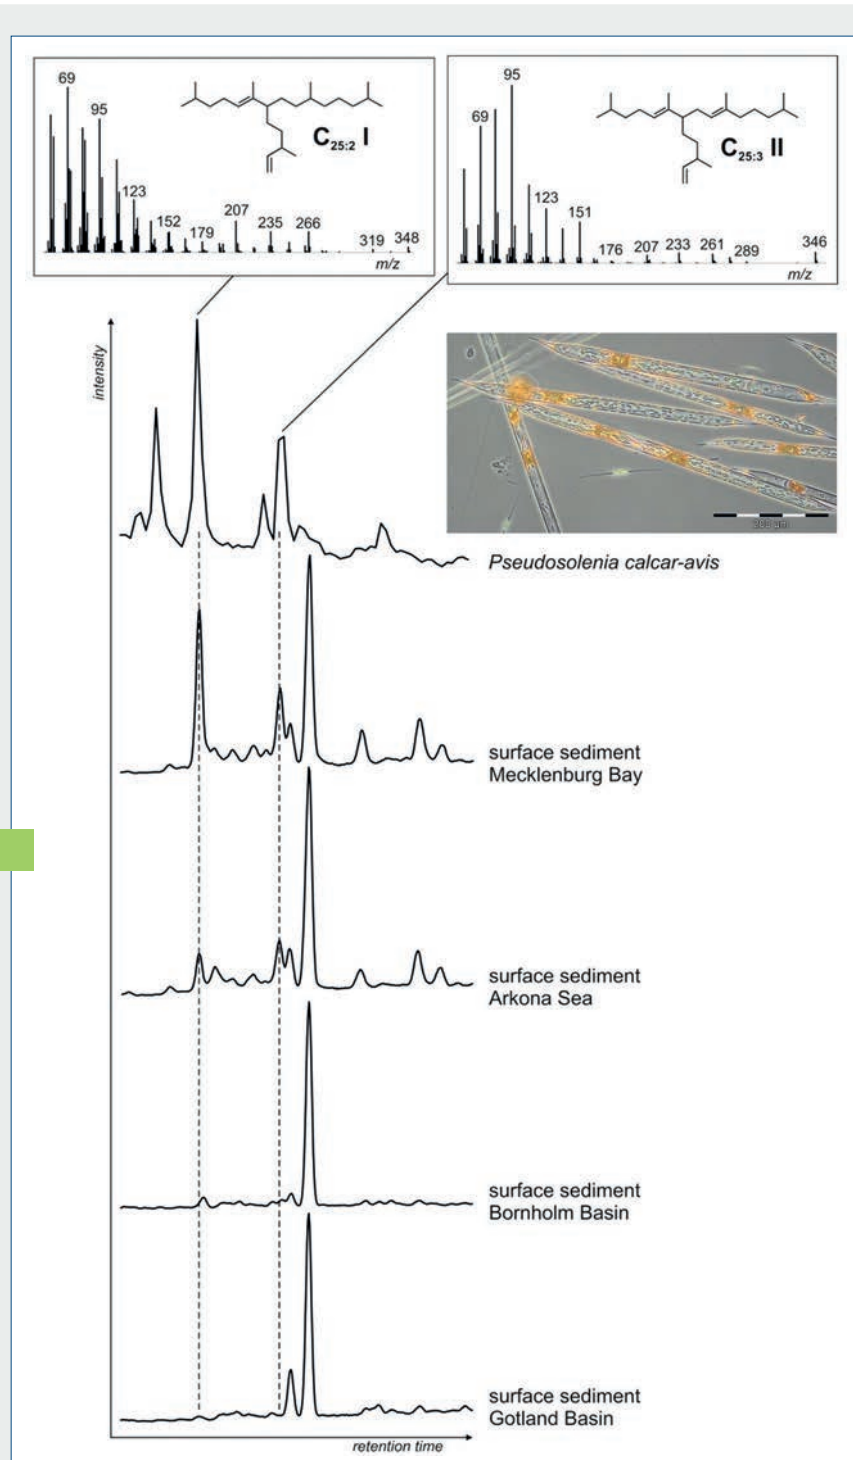 69
95
123
152
179
207
235
266
319
348
m/z
C25:2 I
95
69
123
151
176
207
233
261
289
346
m/z
C25:3 II
intensity
200 µm
Pseudosolenia calcar-avis
surface sediment
Mecklenburg Bay
surface sediment
Arkona Sea
surface sediment
Bornholm Basin
surface sediment
Gotland Basin
retention time